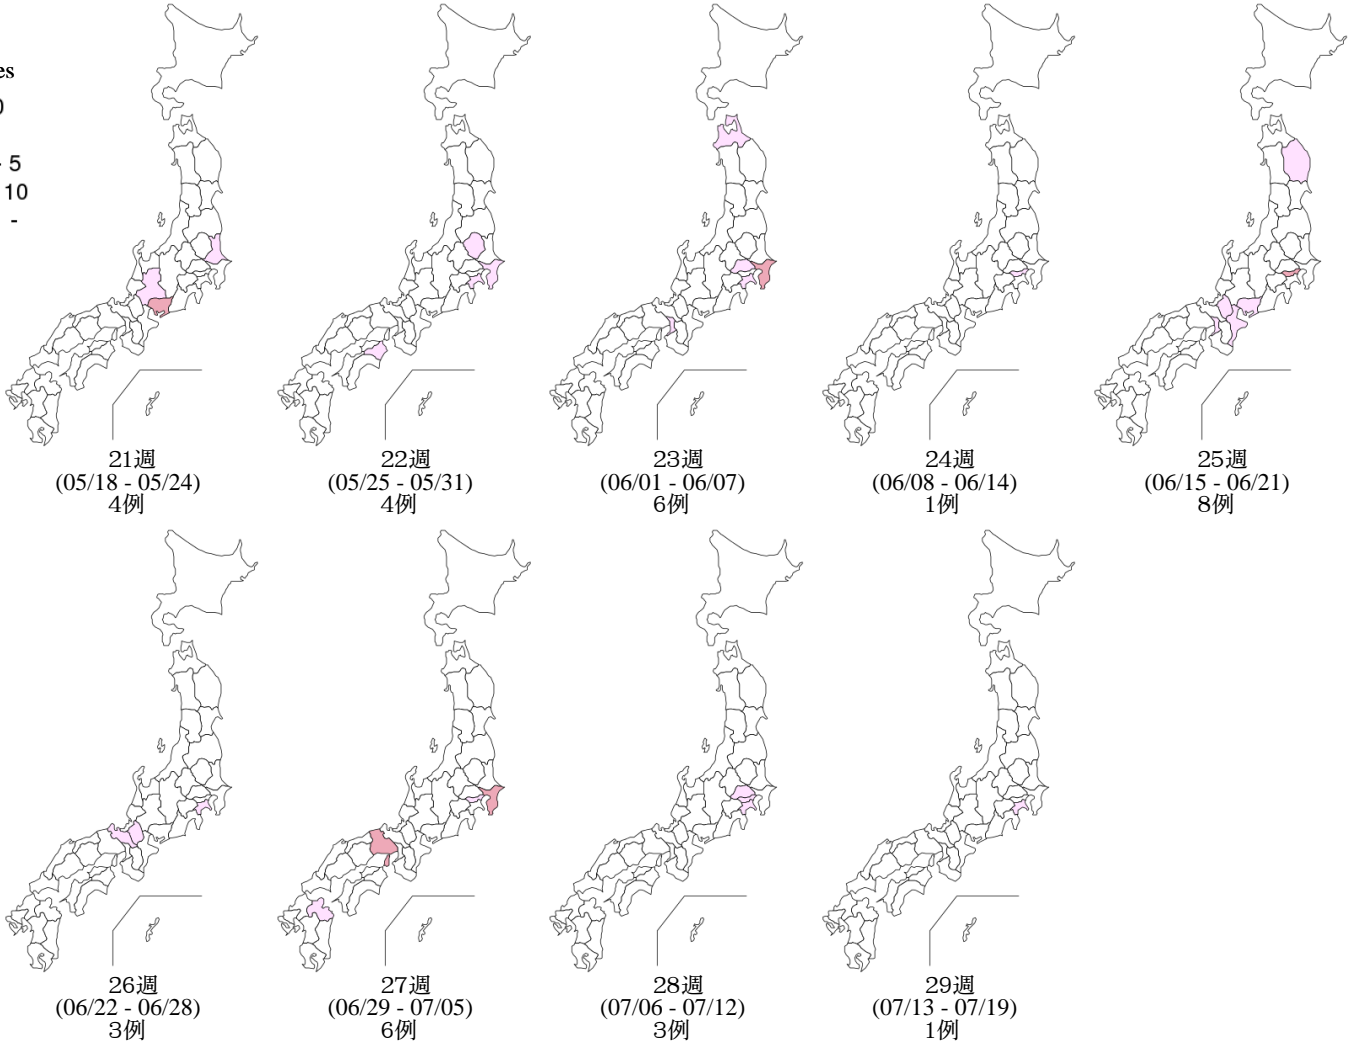 es
0
- 5
10
-
21週
(05/18 - 05/24)
4例
22週
(05/25 - 05/31)
4例
23週
(06/01 - 06/07)
6例
24週
(06/08 - 06/14)
1例
25週
(06/15 - 06/21)
8例
26週
(06/22 - 06/28)
3例
27週
(06/29 - 07/05)
6例
28週
(07/06 - 07/12)
3例
29週
(07/13 - 07/19)
1例